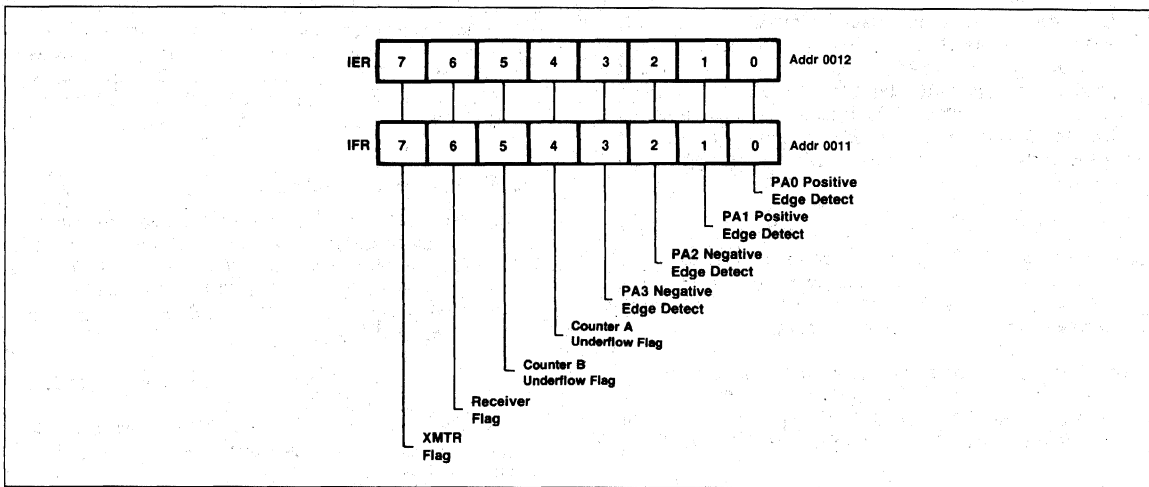 IER 7 6 5 4 3 2 1 0 Addr 0012
IFR 7 6 5 4 3 2 1 0 Addr 0011
PA0 Positive
Edge Detect
PA1 Positive
Edge Detect
PA2 Negative
Edge Detect
PA3 Negative
Edge Detect
Counter A
Underflow Flag
Counter B
Underflow Flag
Receiver
Flag
XMTR
Flag